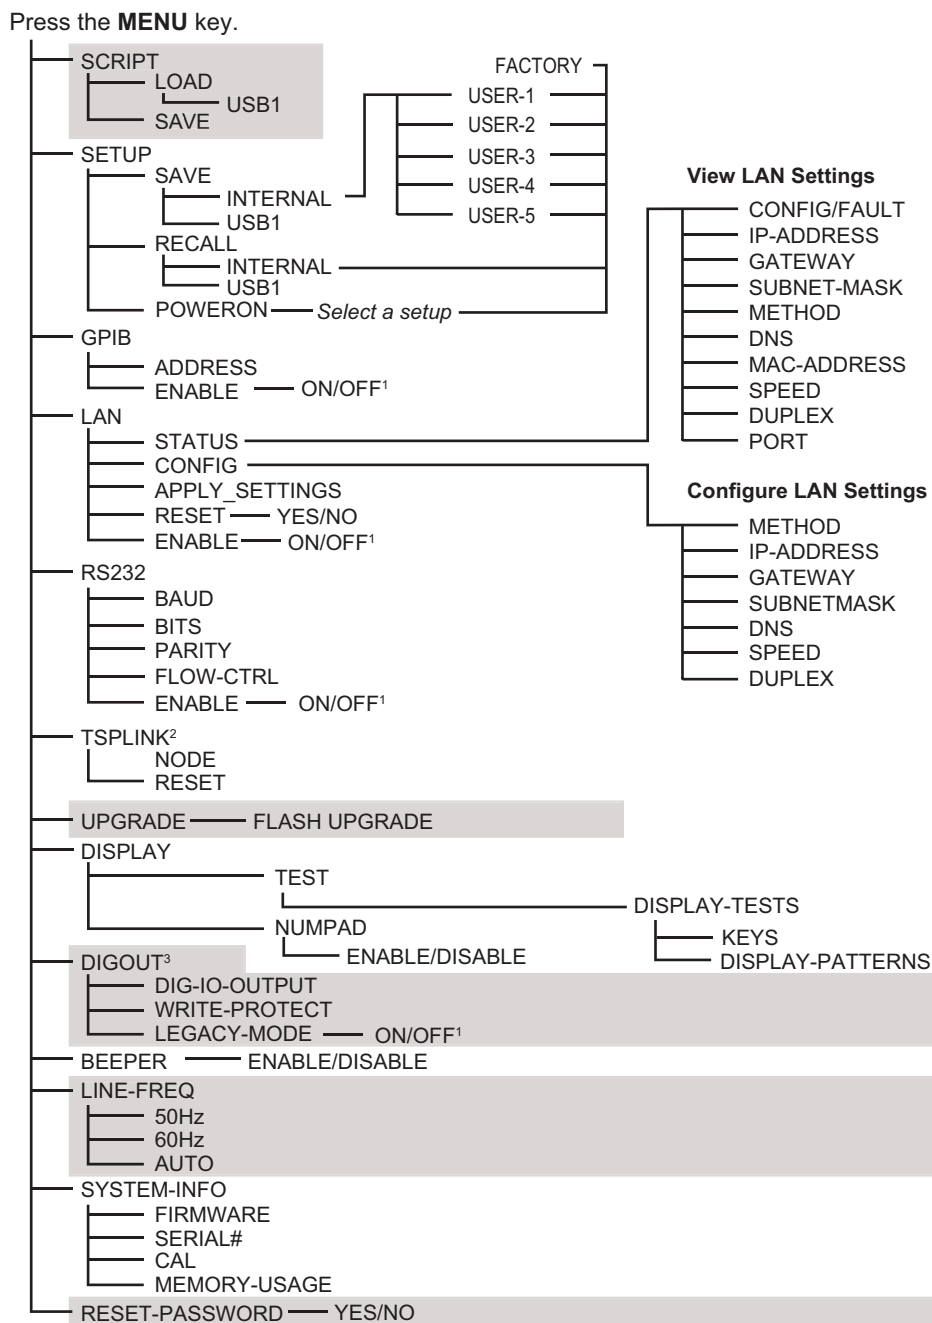 Press the MENU key.
SCRIPT
LOAD
USB1
SAVE
SETUP
SAVE
INTERNAL
USB1
RECALL
INTERNAL
USB1
POWERON
Select a setup
FACTORY
USER-1
USER-2
USER-3
USER-4
USER-5
GPIB
ADDRESS
ENABLE
ON/OFF¹
LAN
STATUS
CONFIG
APPLY_SETTINGS
RESET
YES/NO
ENABLE
ON/OFF¹
View LAN Settings
CONFIG/FAULT
IP-ADDRESS
GATEWAY
SUBNET-MASK
METHOD
DNS
MAC-ADDRESS
SPEED
DUPLEX
PORT
Configure LAN Settings
METHOD
IP-ADDRESS
GATEWAY
SUBNETMASK
DNS
SPEED
DUPLEX
RS232
BAUD
BITS
PARITY
FLOW-CTRL
ENABLE
ON/OFF¹
TSPLINK²
NODE
RESET
UPGRADE
FLASH UPGRADE
DISPLAY
TEST
DISPLAY-TESTS
KEYS
DISPLAY-PATTERNS
NUMPAD
ENABLE/DISABLE
DIGOUT³
DIG-IO-OUTPUT
WRITE-PROTECT
LEGACY-MODE
ON/OFF¹
BEEPER
ENABLE/DISABLE
LINE-FREQ
50Hz
60Hz
AUTO
SYSTEM-INFO
FIRMWARE
SERIAL#
CAL
MEMORY-USAGE
RESET-PASSWORD
YES/NO